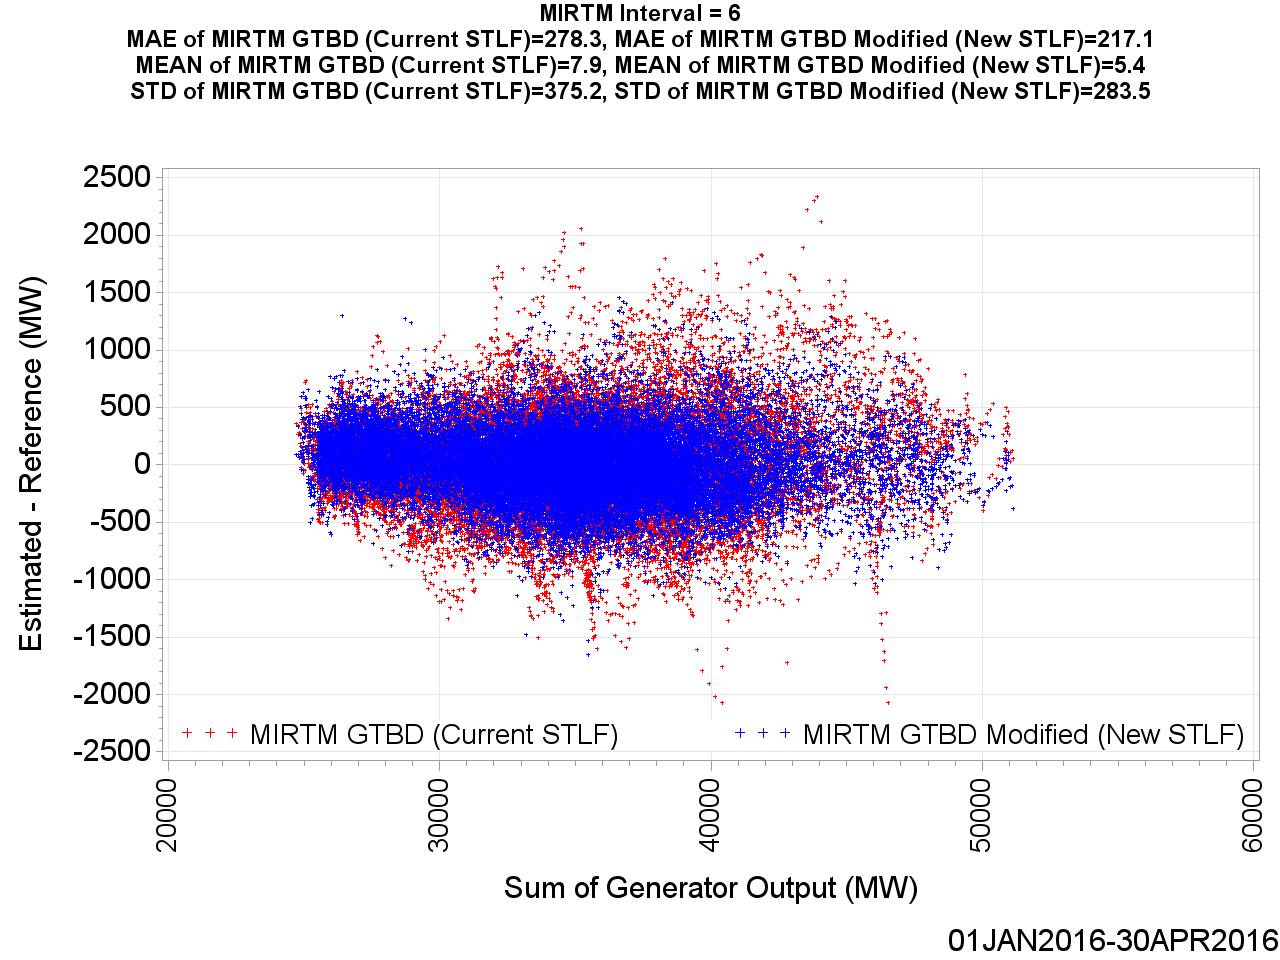 MIRTM Interval = 6
MAE of MIRTM GTBD (Current STLF)=278.3, MAE of MIRTM GTBD Modified (New STLF)=217.1
MEAN of MIRTM GTBD (Current STLF)=7.9, MEAN of MIRTM GTBD Modified (New STLF)=5.4
STD of MIRTM GTBD (Current STLF)=375.2, STD of MIRTM GTBD Modified (New STLF)=283.5
Estimated - Reference (MW)
2500
2000
1500
1000
500
0
-500
-1000
-1500
-2000
-2500
MIRTM GTBD (Current STLF) MIRTM GTBD Modified (New STLF)
20000 30000 40000 50000 60000
Sum of Generator Output (MW)
01JAN2016-30APR2016